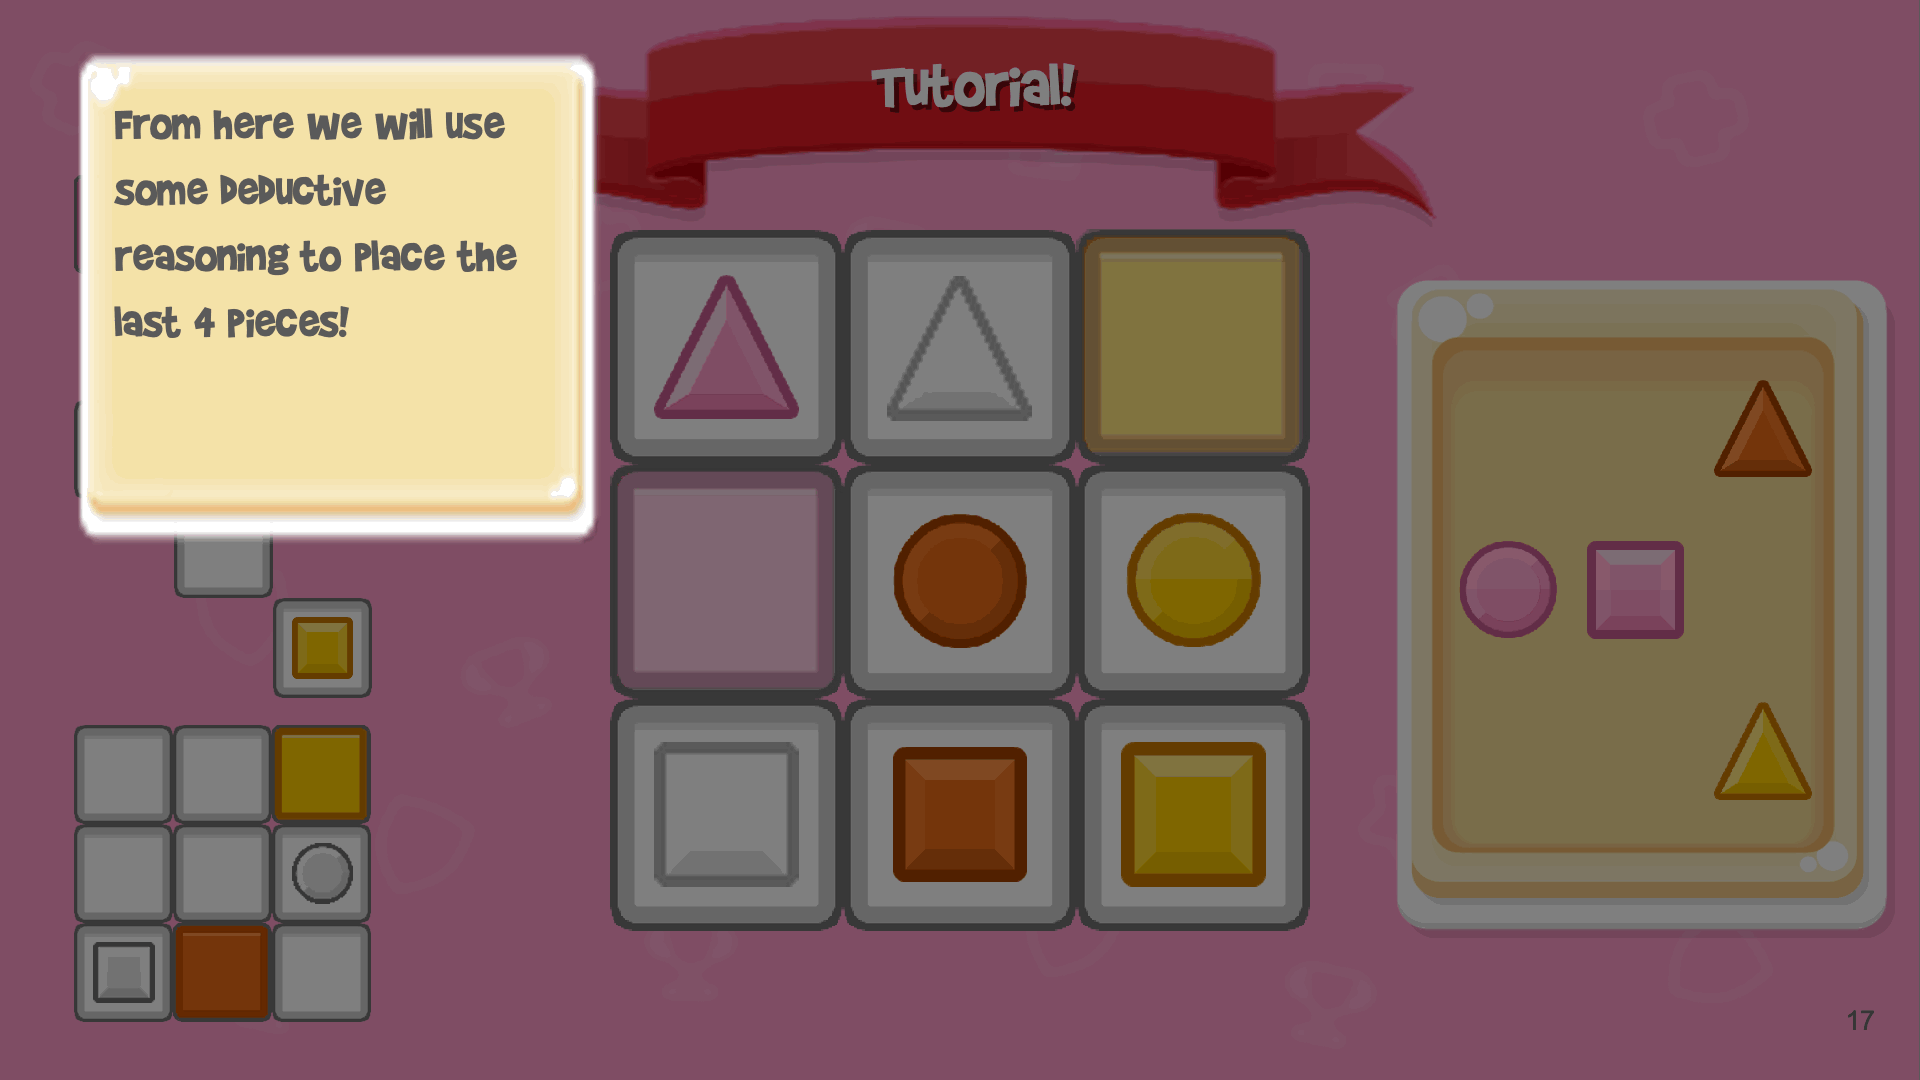 Tutorial!
From here we will use
some deductive
reasoning to place the
last 4 pieces!
17